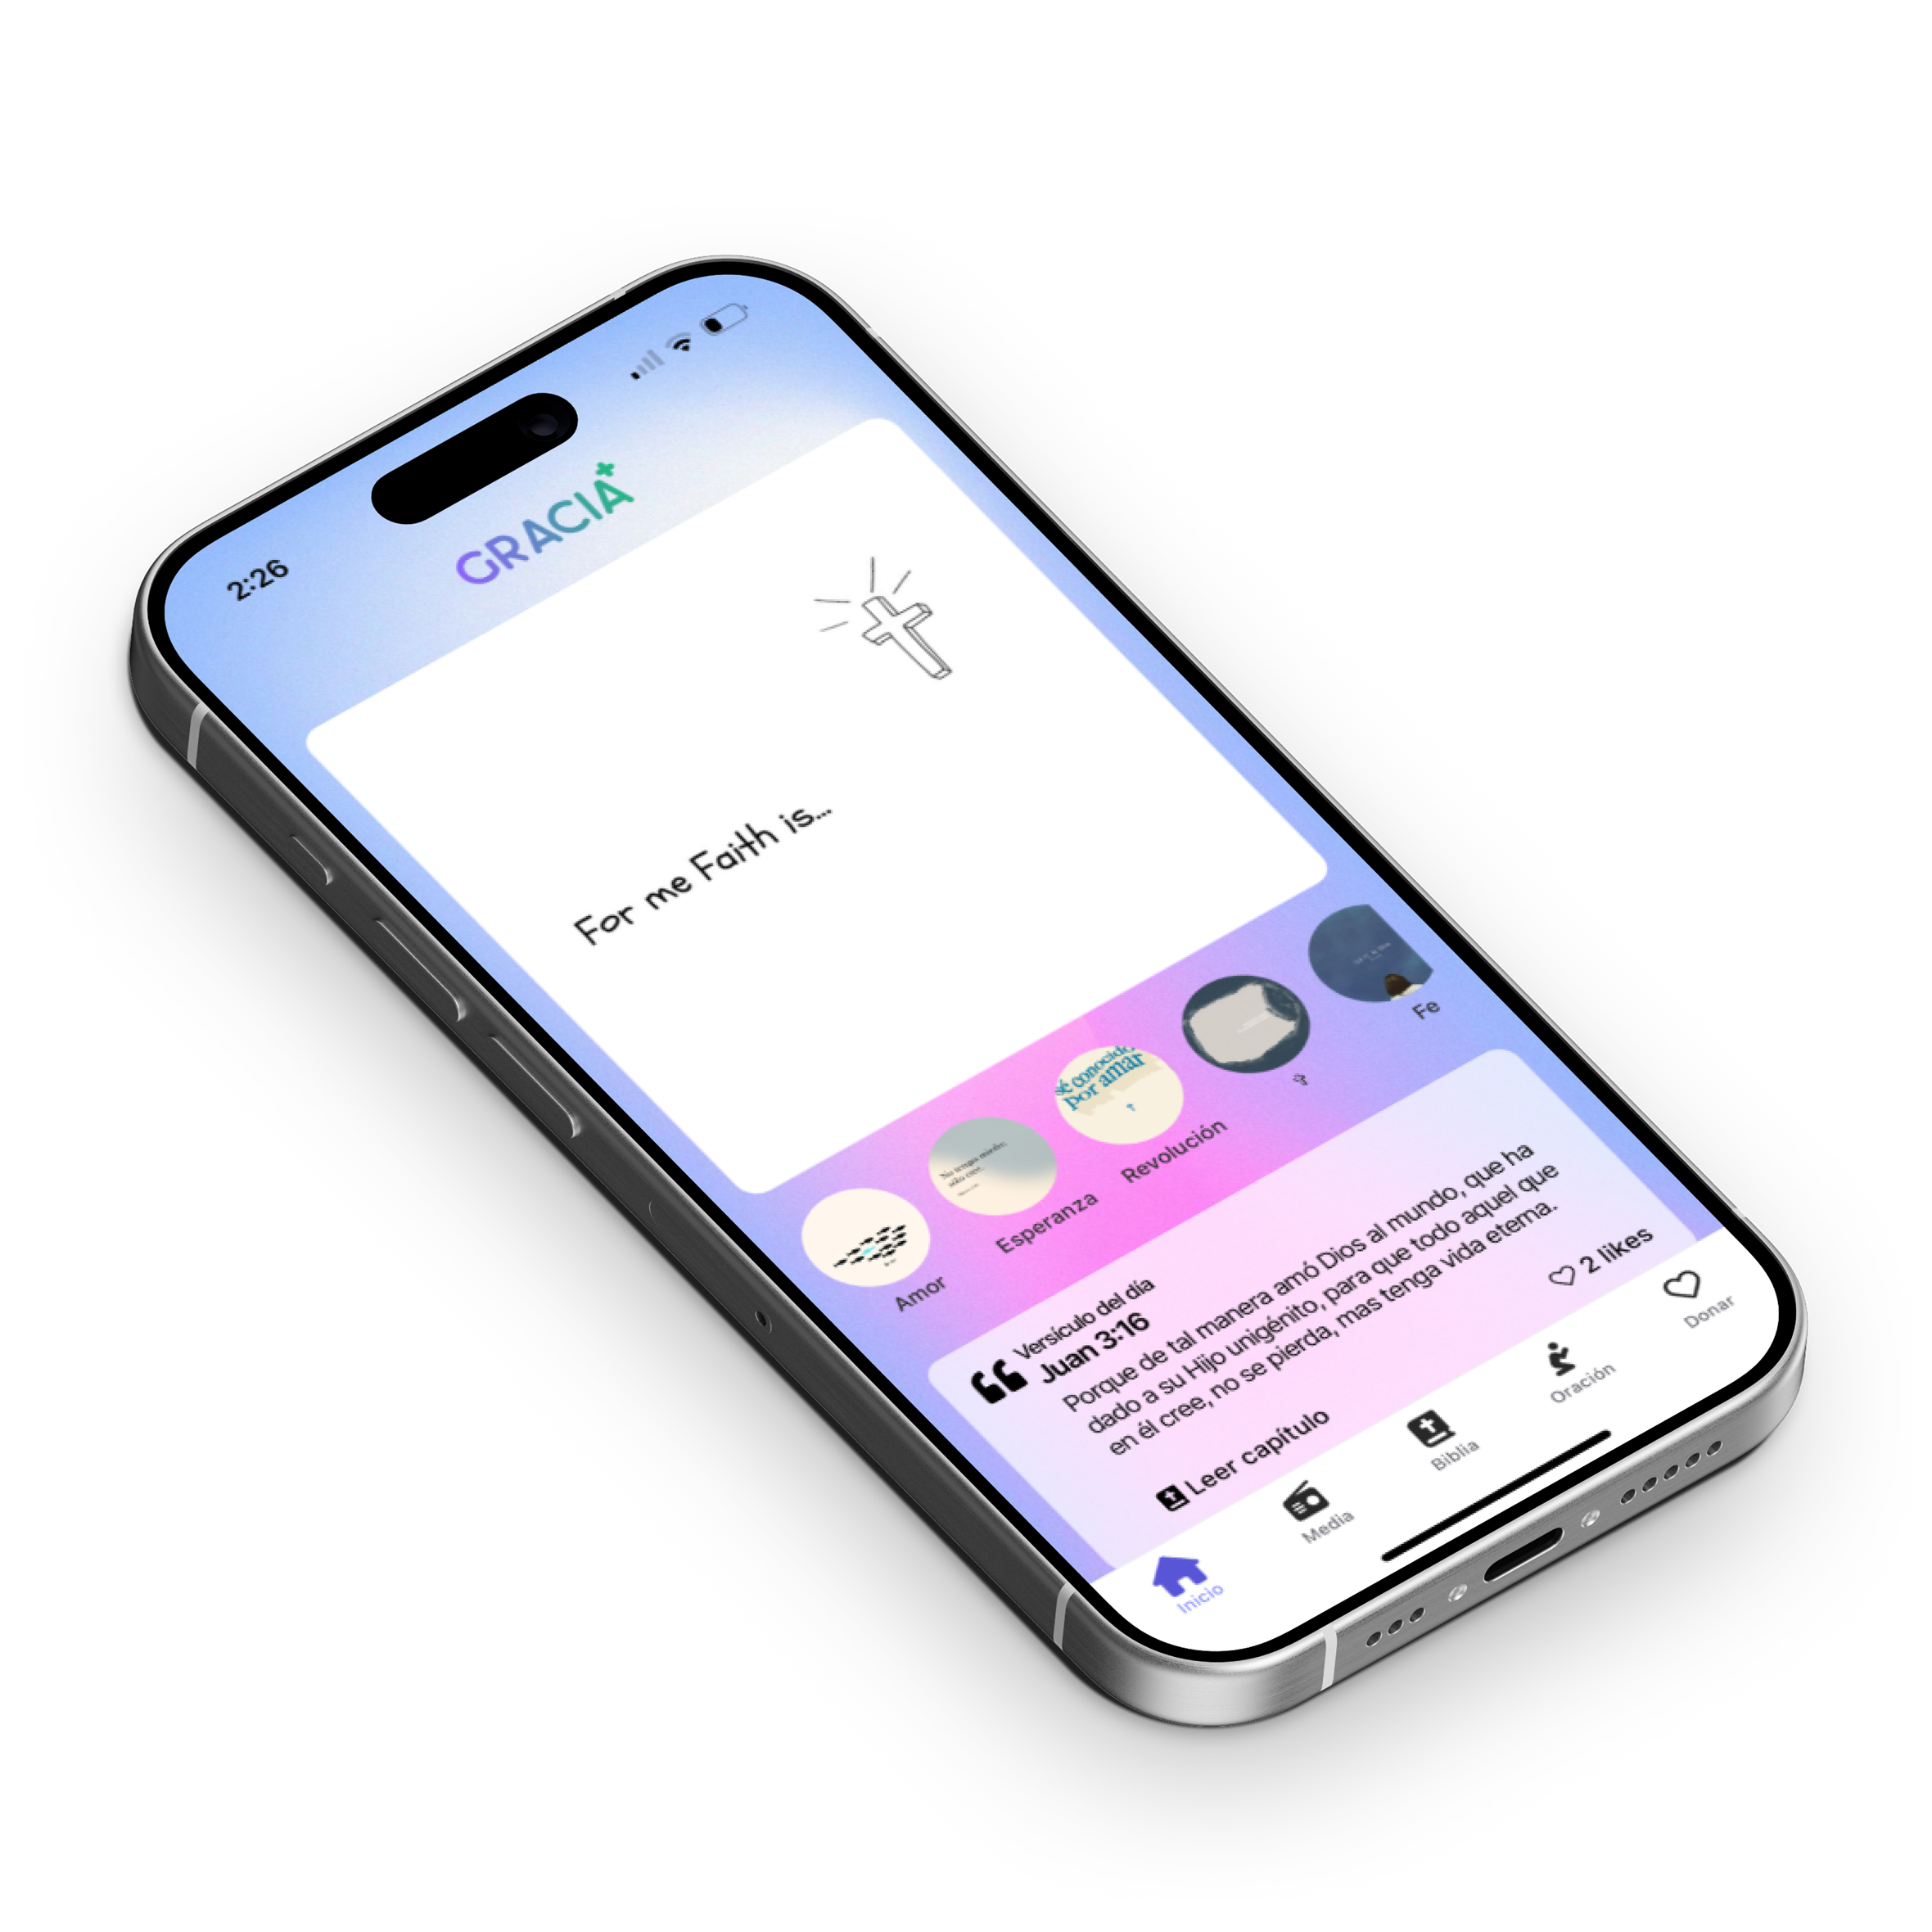 2:26
GRACIA+
For me Faith is...
Amor
No tengo miedo,
sólo cree.
Esperanza
sé conocido
por amar
Revolución
Fe
Versículo del día
Juan 3:16
Porque de tal manera amó Dios al mundo, que ha
dado a su Hijo unigénito, para que todo aquel que
en él cree, no se pierda, mas tenga vida eterna.
Leer capítulo
2 likes
Inicio
Media
Biblia
Oración
Donar